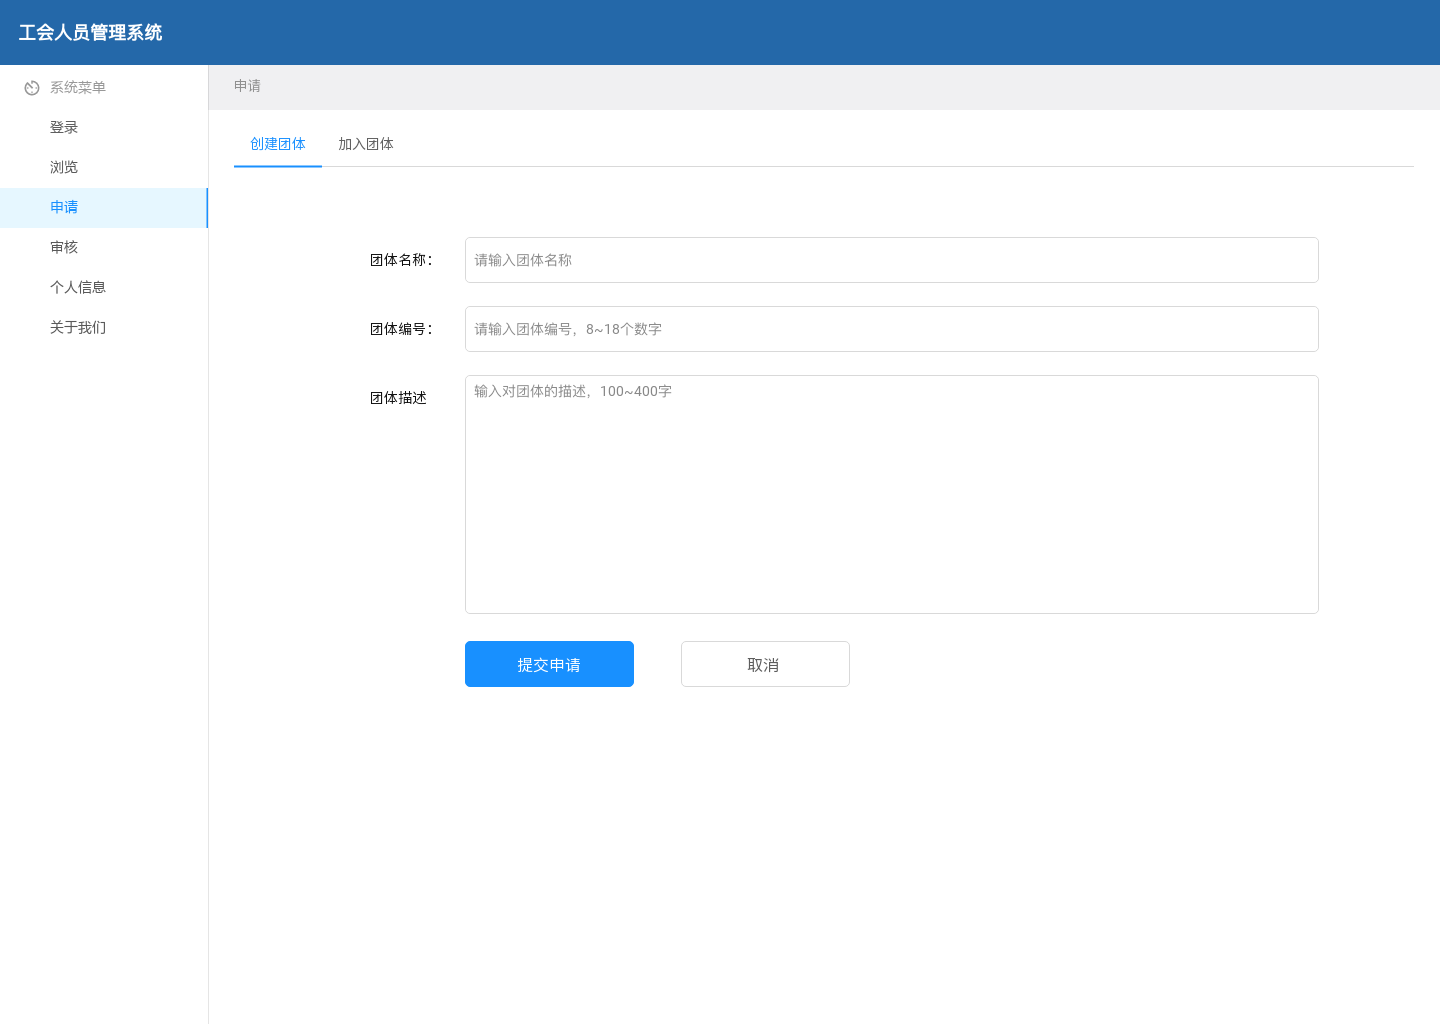 工会人员管理系统
系统菜单
登录
浏览
申请
审核
个人信息
关于我们
申请
创建团体 加入团体
团体名称： 请输入团体名称
团体编号： 请输入团体编号，8~18个数字
团体描述 输入对团体的描述，100~400字
提交申请 取消